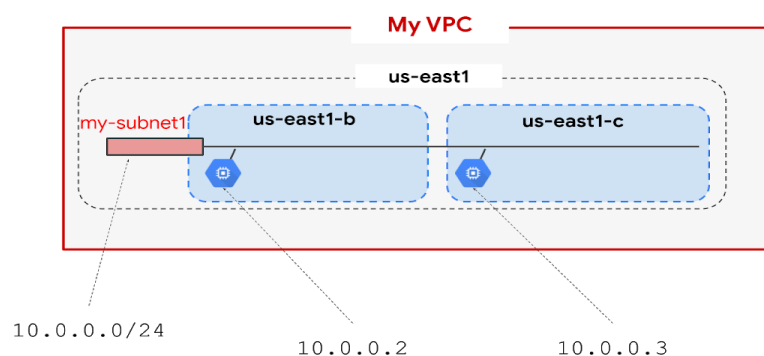 My VPC
us-east1
my-subnet1
us-east1-b
us-east1-c
10.0.0.0/24
10.0.0.2
10.0.0.3